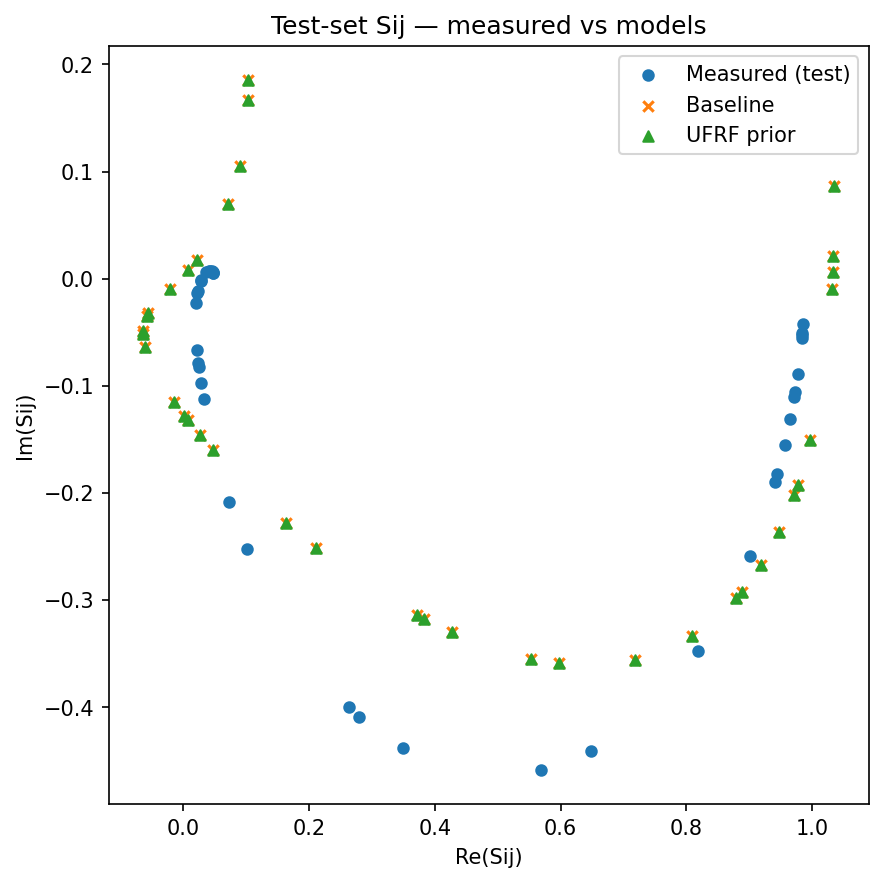 Test-set Sij — measured vs models
Measured (test)
Baseline
UFRF prior
0.2
0.1
0.0
−0.1
−0.2
−0.3
−0.4
Im(Sij)
0.0 0.2 0.4 0.6 0.8 1.0
Re(Sij)